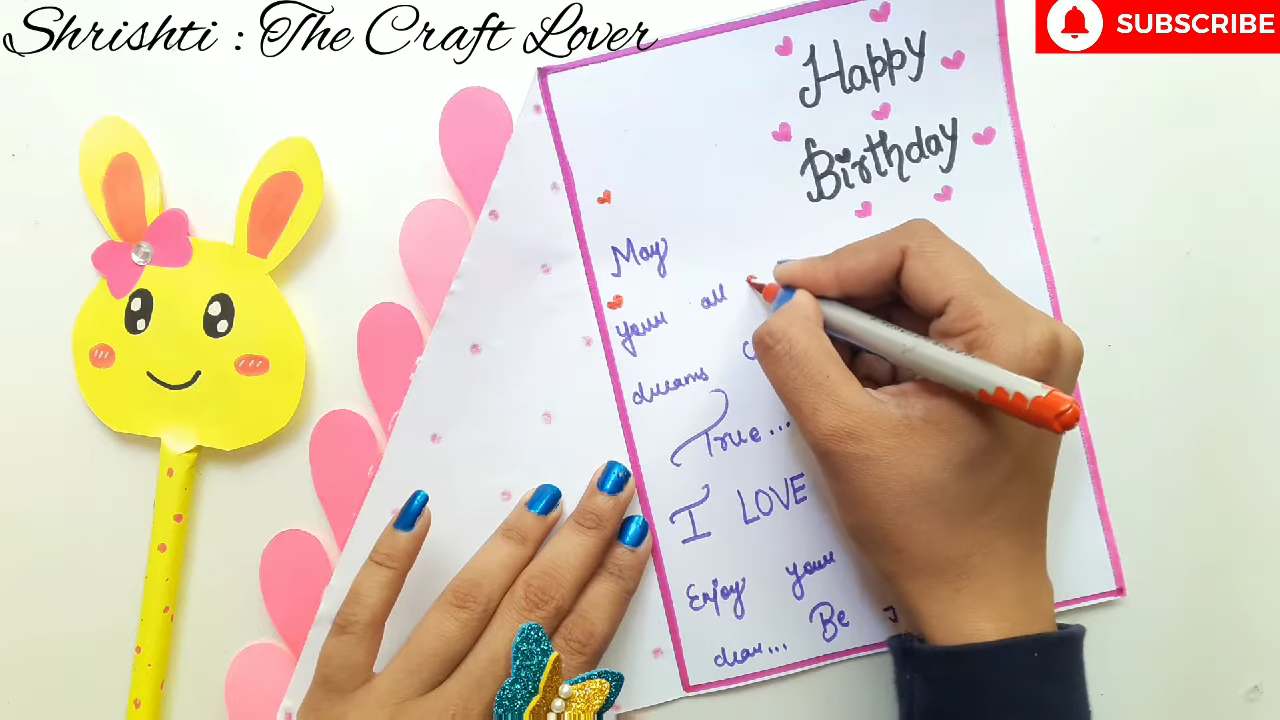 Shrishti : The Craft Lover
SUBSCRIBE
Happy
Birthday
May
your all
dreams
True...
I LOVE
Enjoy your
dear... Be